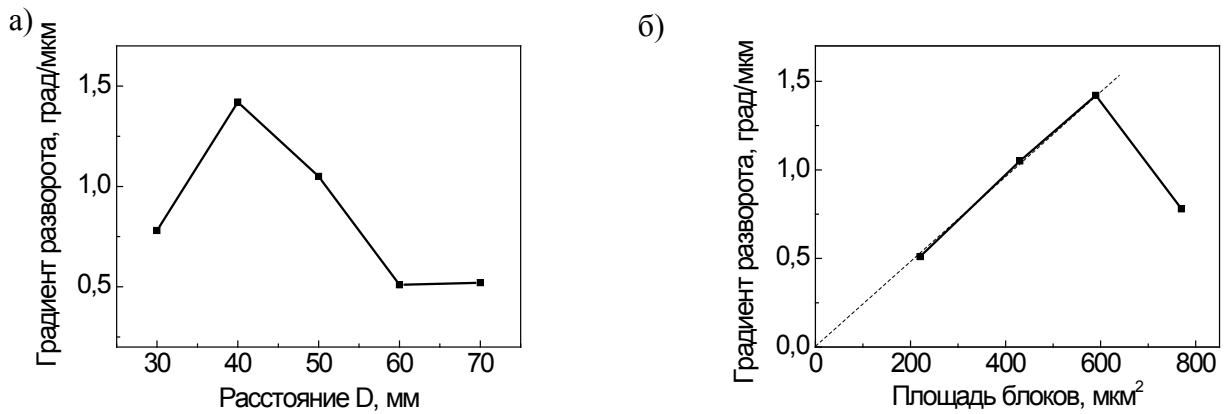 а)
Градиент разворота, град/мкм
1,5
1,0
0,5
30 40 50 60 70
Расстояние D, мм
б)
Градиент разворота, град/мкм
1,5
1,0
0,5
0,0
0 200 400 600 800
Площадь блоков, мкм²